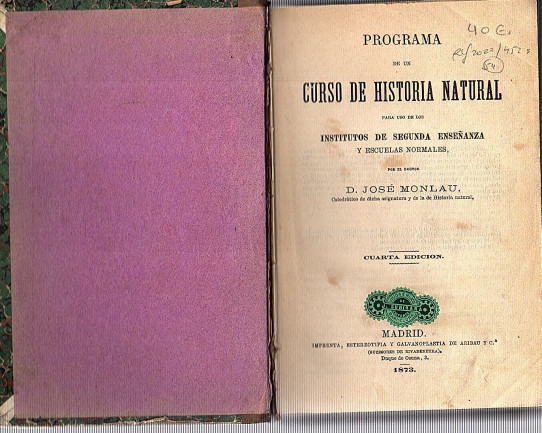 40 €.
PROGRAMA
DE UN
CURSO DE HISTORIA NATURAL
PARA USO DE LOS
INSTITUTOS DE SEGUNDA ENSEÑANZA
Y ESCUELAS NORMALES,
POR EL DOCTOR
D. JOSÉ MONLAU,
Catedrático de dicha asignatura y de la de Historia natural,
CUARTA EDICION.
MADRID.
IMPRENTA, ESTEREOTIPIA Y GALVANOPLASTIA DE ARIBAU Y C.ª
(SUCESORES DE RIVADENEYRA),
Duque de Osuna, 3.
1873.